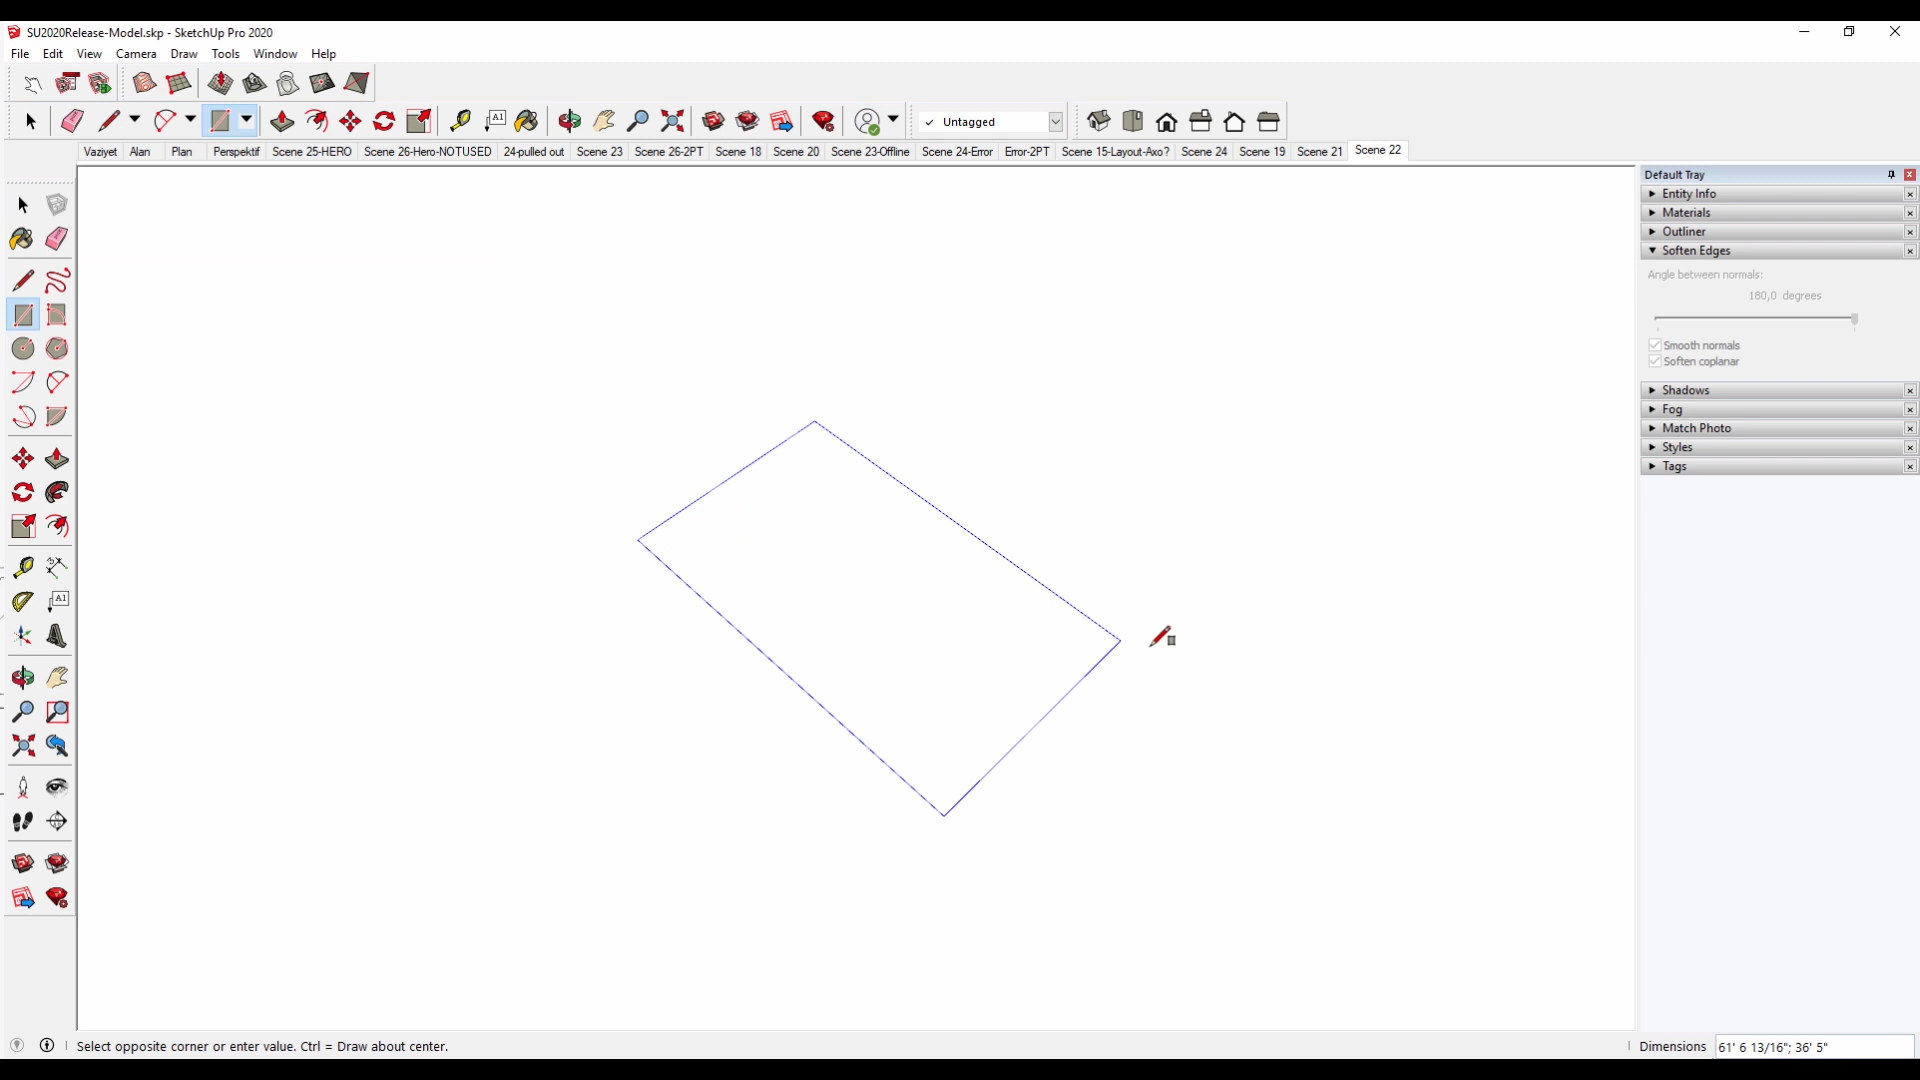 SU2020Release-Model.skp - SketchUp Pro 2020
File Edit View Camera Draw Tools Window Help
A1
✓ Untagged
Vaziyet Alan Plan Perspektif Scene 25-HERO Scene 26-Hero-NOTUSED 24-pulled out Scene 23 Scene 26-2PT Scene 18 Scene 20 Scene 23-Offline Scene 24-Error Error-2PT Scene 15-Layout-Axo? Scene 24 Scene 19 Scene 21 Scene 22
Default Tray
Entity Info
Materials
Outliner
Soften Edges
Angle between normals:
180,0 degrees
Smooth normals
Soften coplanar
Shadows
Fog
Match Photo
Styles
Tags
A1
Select opposite corner or enter value. Ctrl = Draw about center.
Dimensions 61' 6 13/16"; 36' 5"